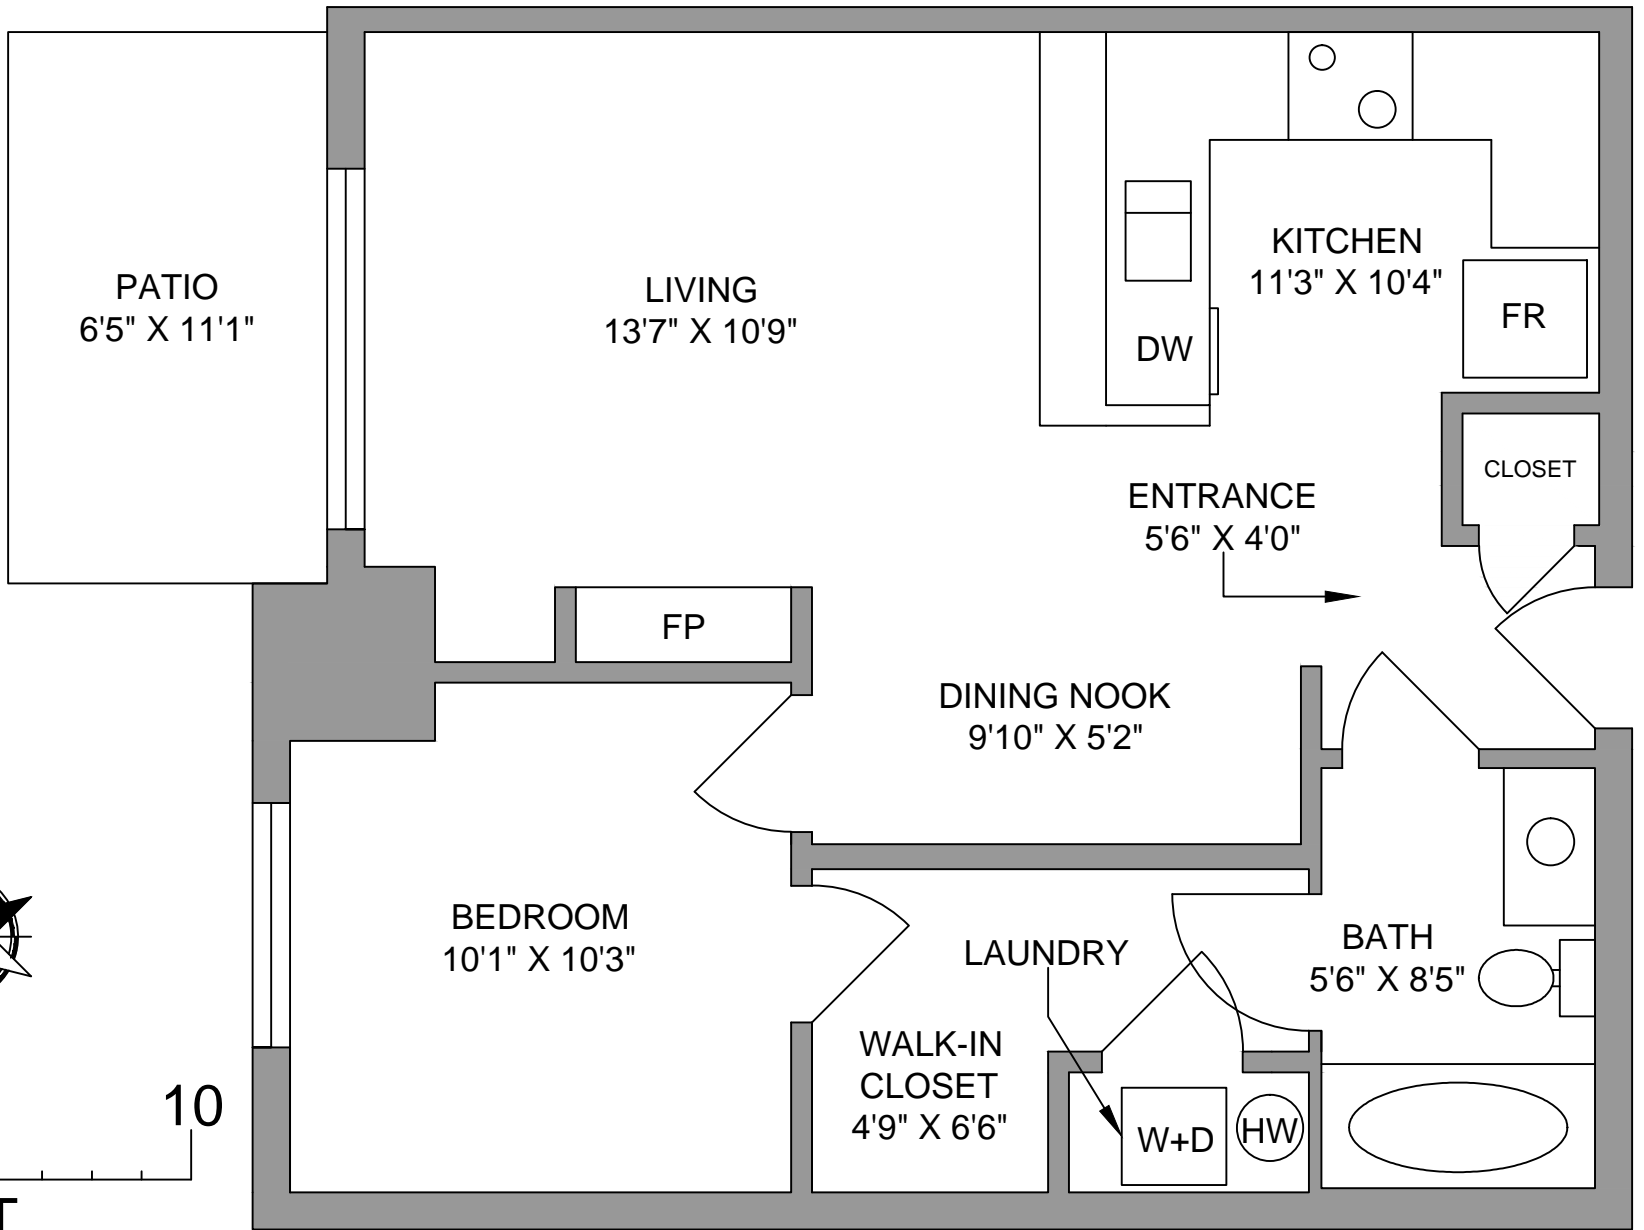 PATIO
6'5" X 11'1"
LIVING
13'7" X 10'9"
KITCHEN
11'3" X 10'4"
FR
DW
CLOSET
ENTRANCE
5'6" X 4'0"
FP
DINING NOOK
9'10" X 5'2"
BEDROOM
10'1" X 10'3"
LAUNDRY
BATH
5'6" X 8'5"
WALK-IN
CLOSET
4'9" X 6'6"
W+D
HW
10